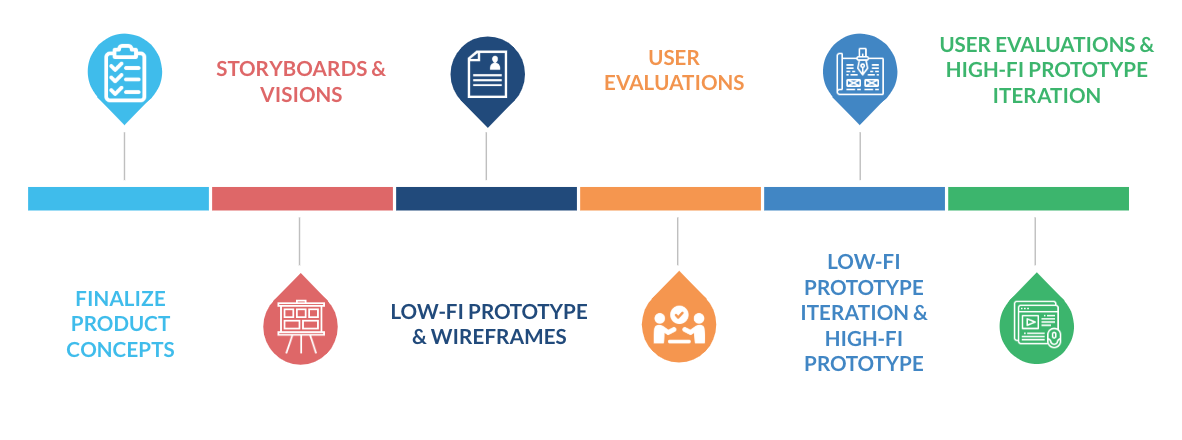 FINALIZE
PRODUCT
CONCEPTS
STORYBOARDS &
VISIONS
LOW-FI PROTOTYPE
& WIREFRAMES
USER
EVALUATIONS
LOW-FI
PROTOTYPE
ITERATION &
HIGH-FI
PROTOTYPE
USER EVALUATIONS &
HIGH-FI PROTOTYPE
ITERATION